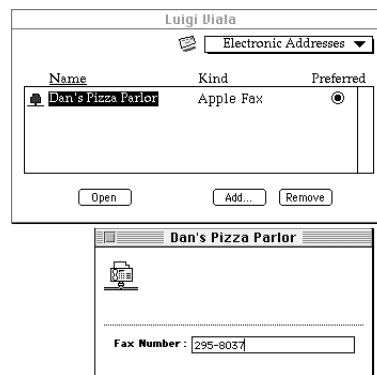 Luigi Viala
Electronic Addresses
Name Kind Preferred
Dan's Pizza Parlor Apple Fax
Open Add... Remove
Dan's Pizza Parlor
Fax Number: 295-8037